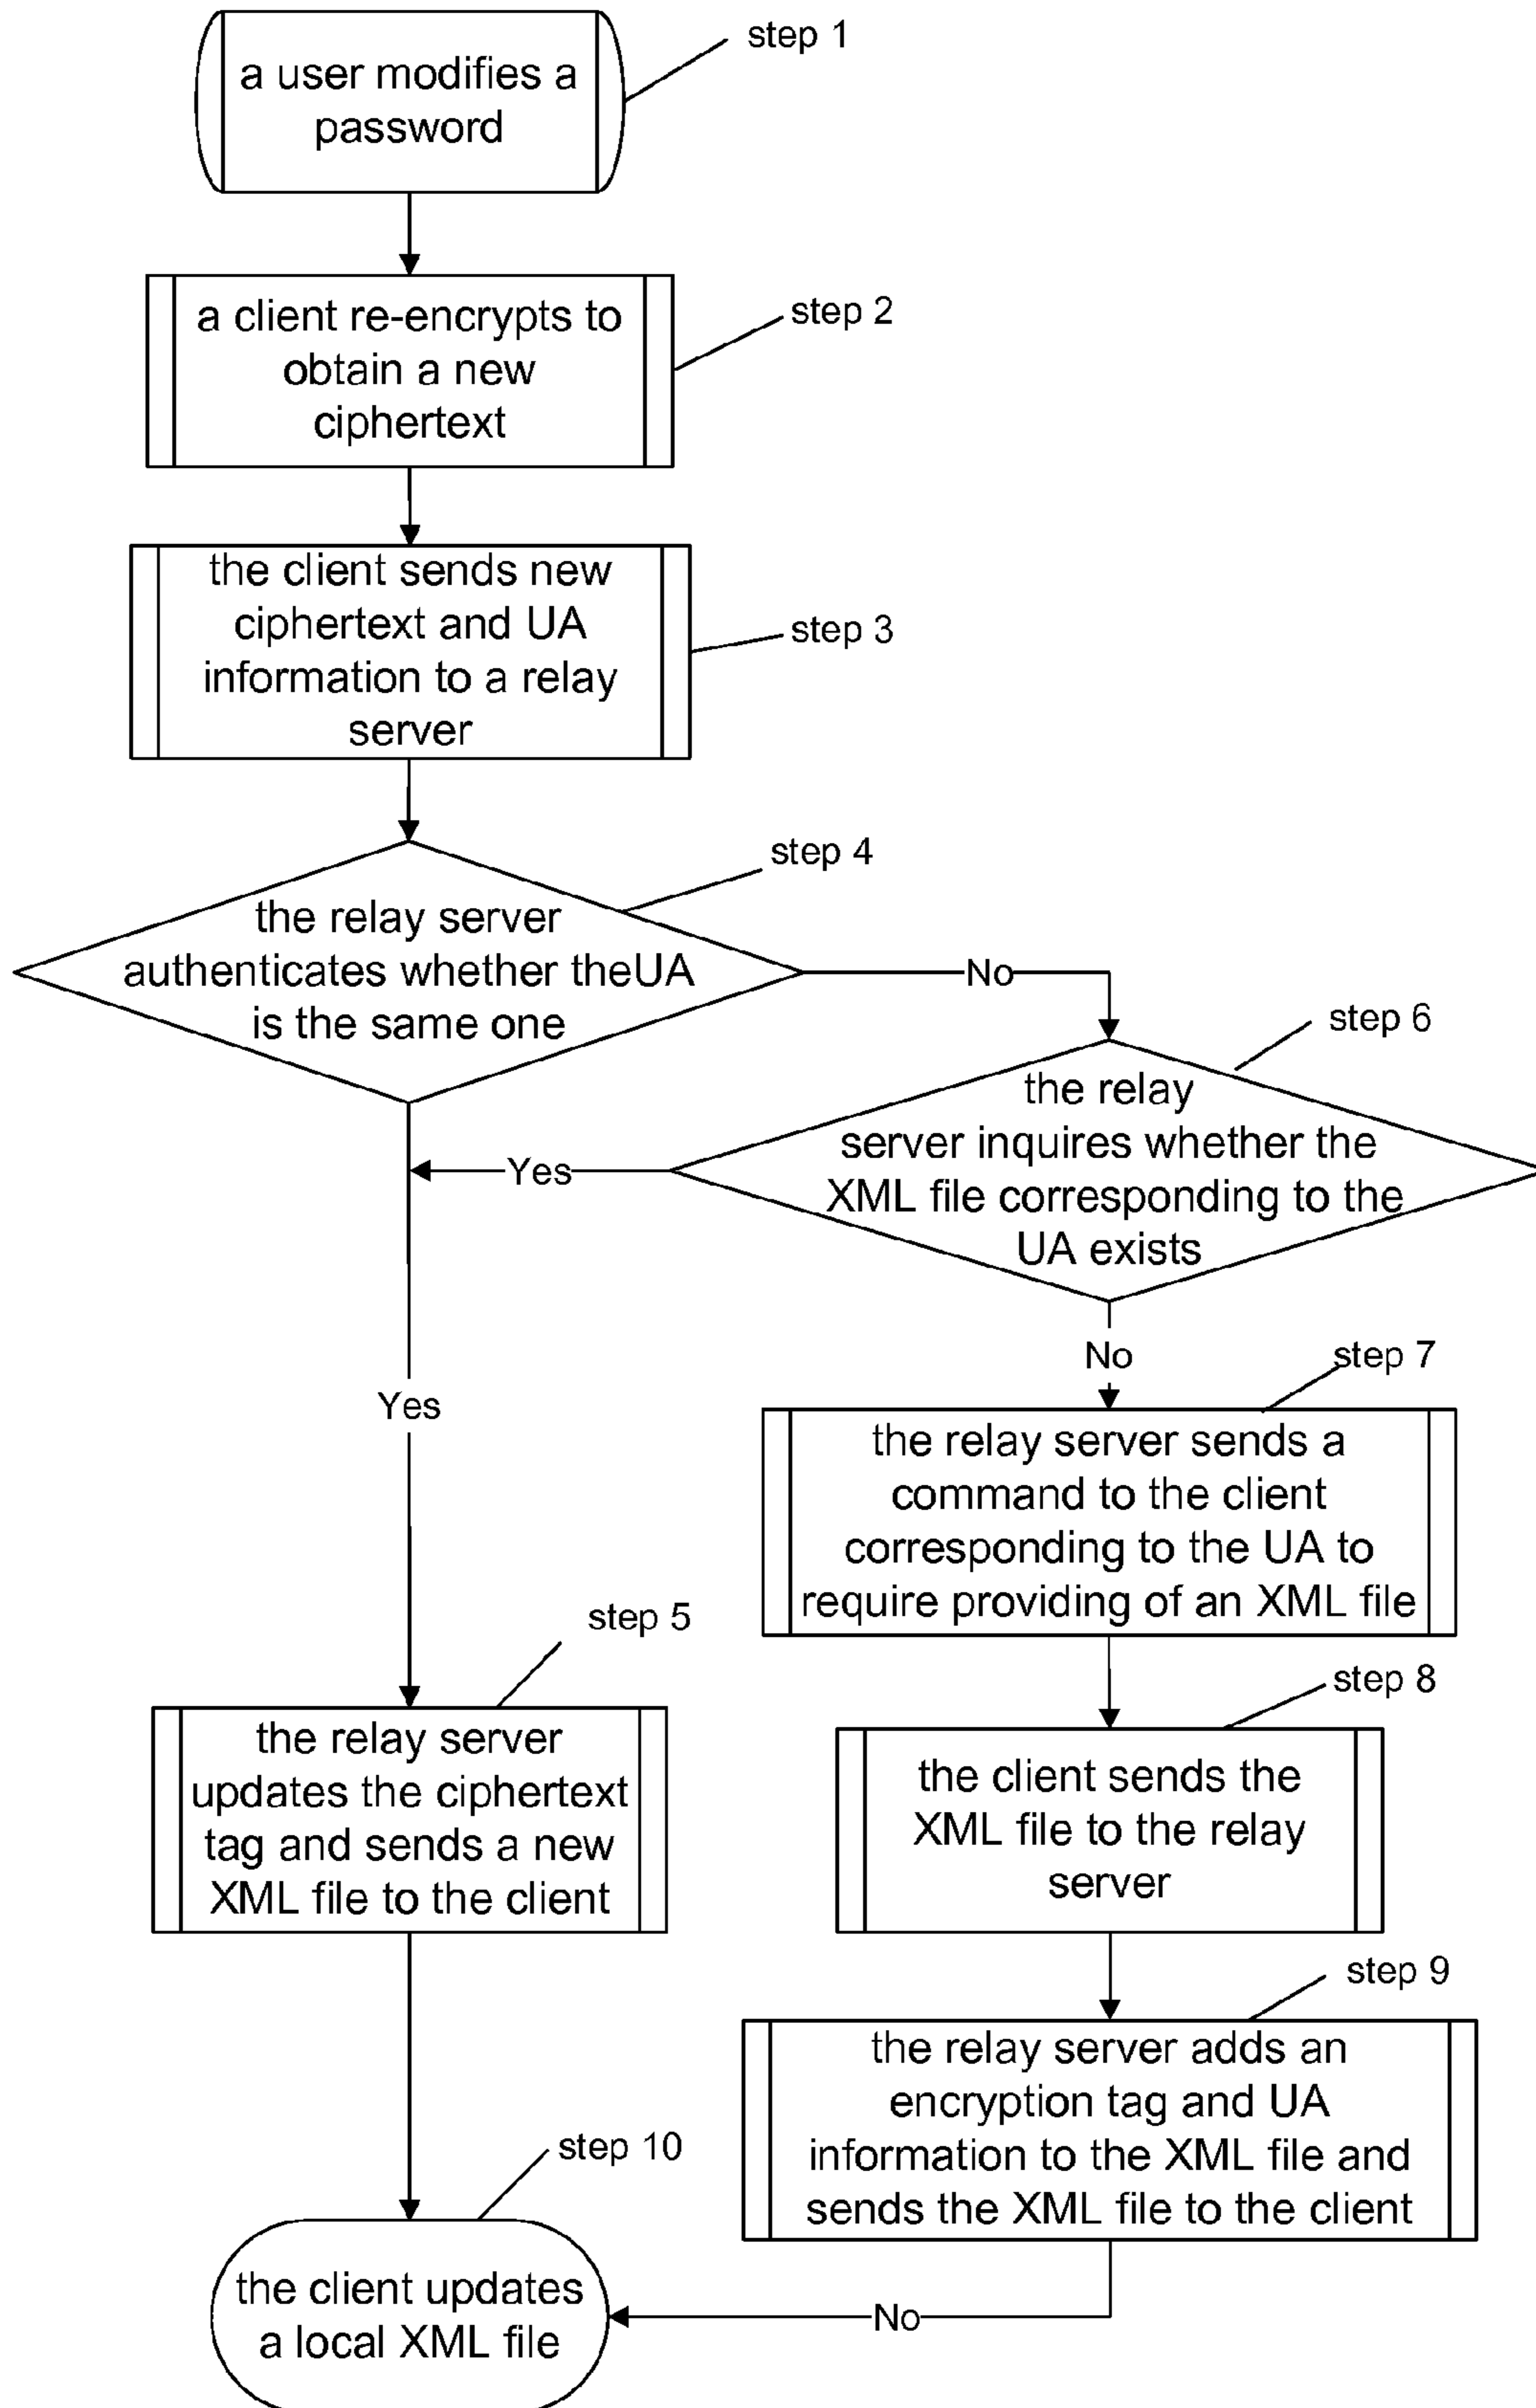 step 1
a user modifies a
password
step 2
a client re-encrypts to
obtain a new
ciphertext
step 3
the client sends new
ciphertext and UA
information to a relay
server
step 4
the relay server
authenticates whether theUA
is the same one
No
step 6
the relay
server inquires whether the
XML file corresponding to the
UA exists
Yes
No
Yes
step 7
the relay server sends a
command to the client
corresponding to the UA to
require providing of an XML file
step 5
the relay server
updates the ciphertext
tag and sends a new
XML file to the client
step 8
the client sends the
XML file to the relay
server
step 9
the relay server adds an
encryption tag and UA
information to the XML file and
sends the XML file to the client
step 10
the client updates
a local XML file
No